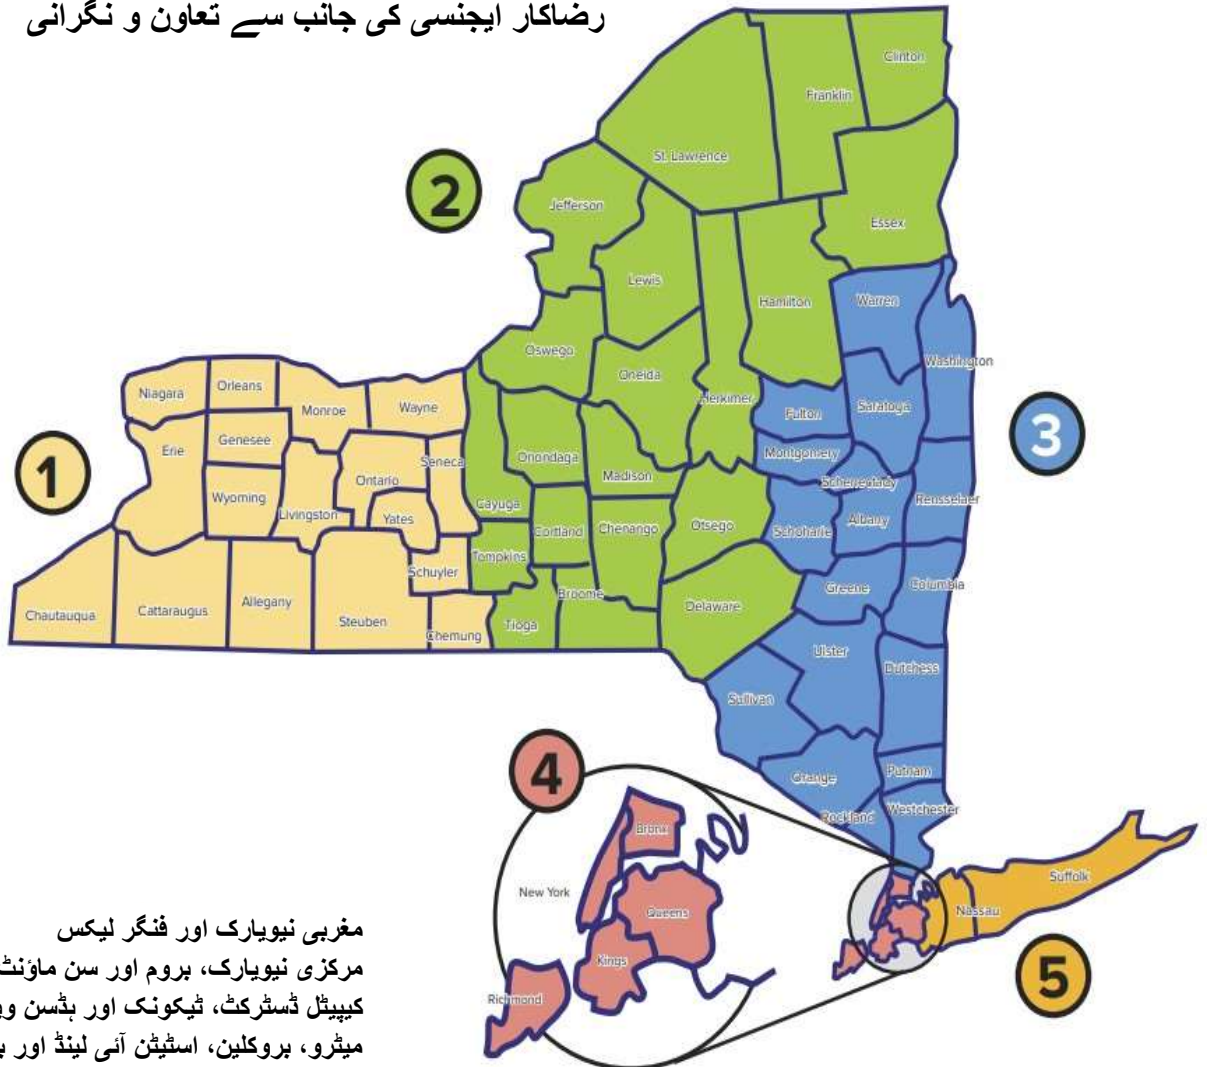 رضاکار ایجنسی کی جانب سے تعاون و نگرانی
Clinton
Franklin
St. Lawrence
2
Jefferson
Essex
Lewis
Hamilton
Warren
Oswego
Washington
Oneida
Niagara
Orleans
Monroe
Wayne
Herkimer
Fulton
Saratoga
3
Erie
Genesee
Seneca
Onondaga
Madison
Montgomery
Schenectady
1
Wyoming
Livingston
Ontario
Yates
Cayuga
Cortland
Chenango
Otsego
Schoharie
Albany
Rensselaer
Tompkins
Schuyler
Broome
Greene
Columbia
Chautauqua
Cattaraugus
Allegany
Steuben
Chemung
Tioga
Delaware
Ulster
Dutchess
Sullivan
4
Orange
Putnam
Rockland
Westchester
Bronx
New York
Queens
Kings
Richmond
Suffolk
Nassau
5
مغربی نیویارک اور فنگر لیکس
مرکزی نیویارک، بروم اور سن ماؤنٹ
کیپیٹل ڈسٹرکٹ، ٹیکونک اور ہڈسن
میٹرو، بروکلین، اسٹیٹن آئی لینڈ اور